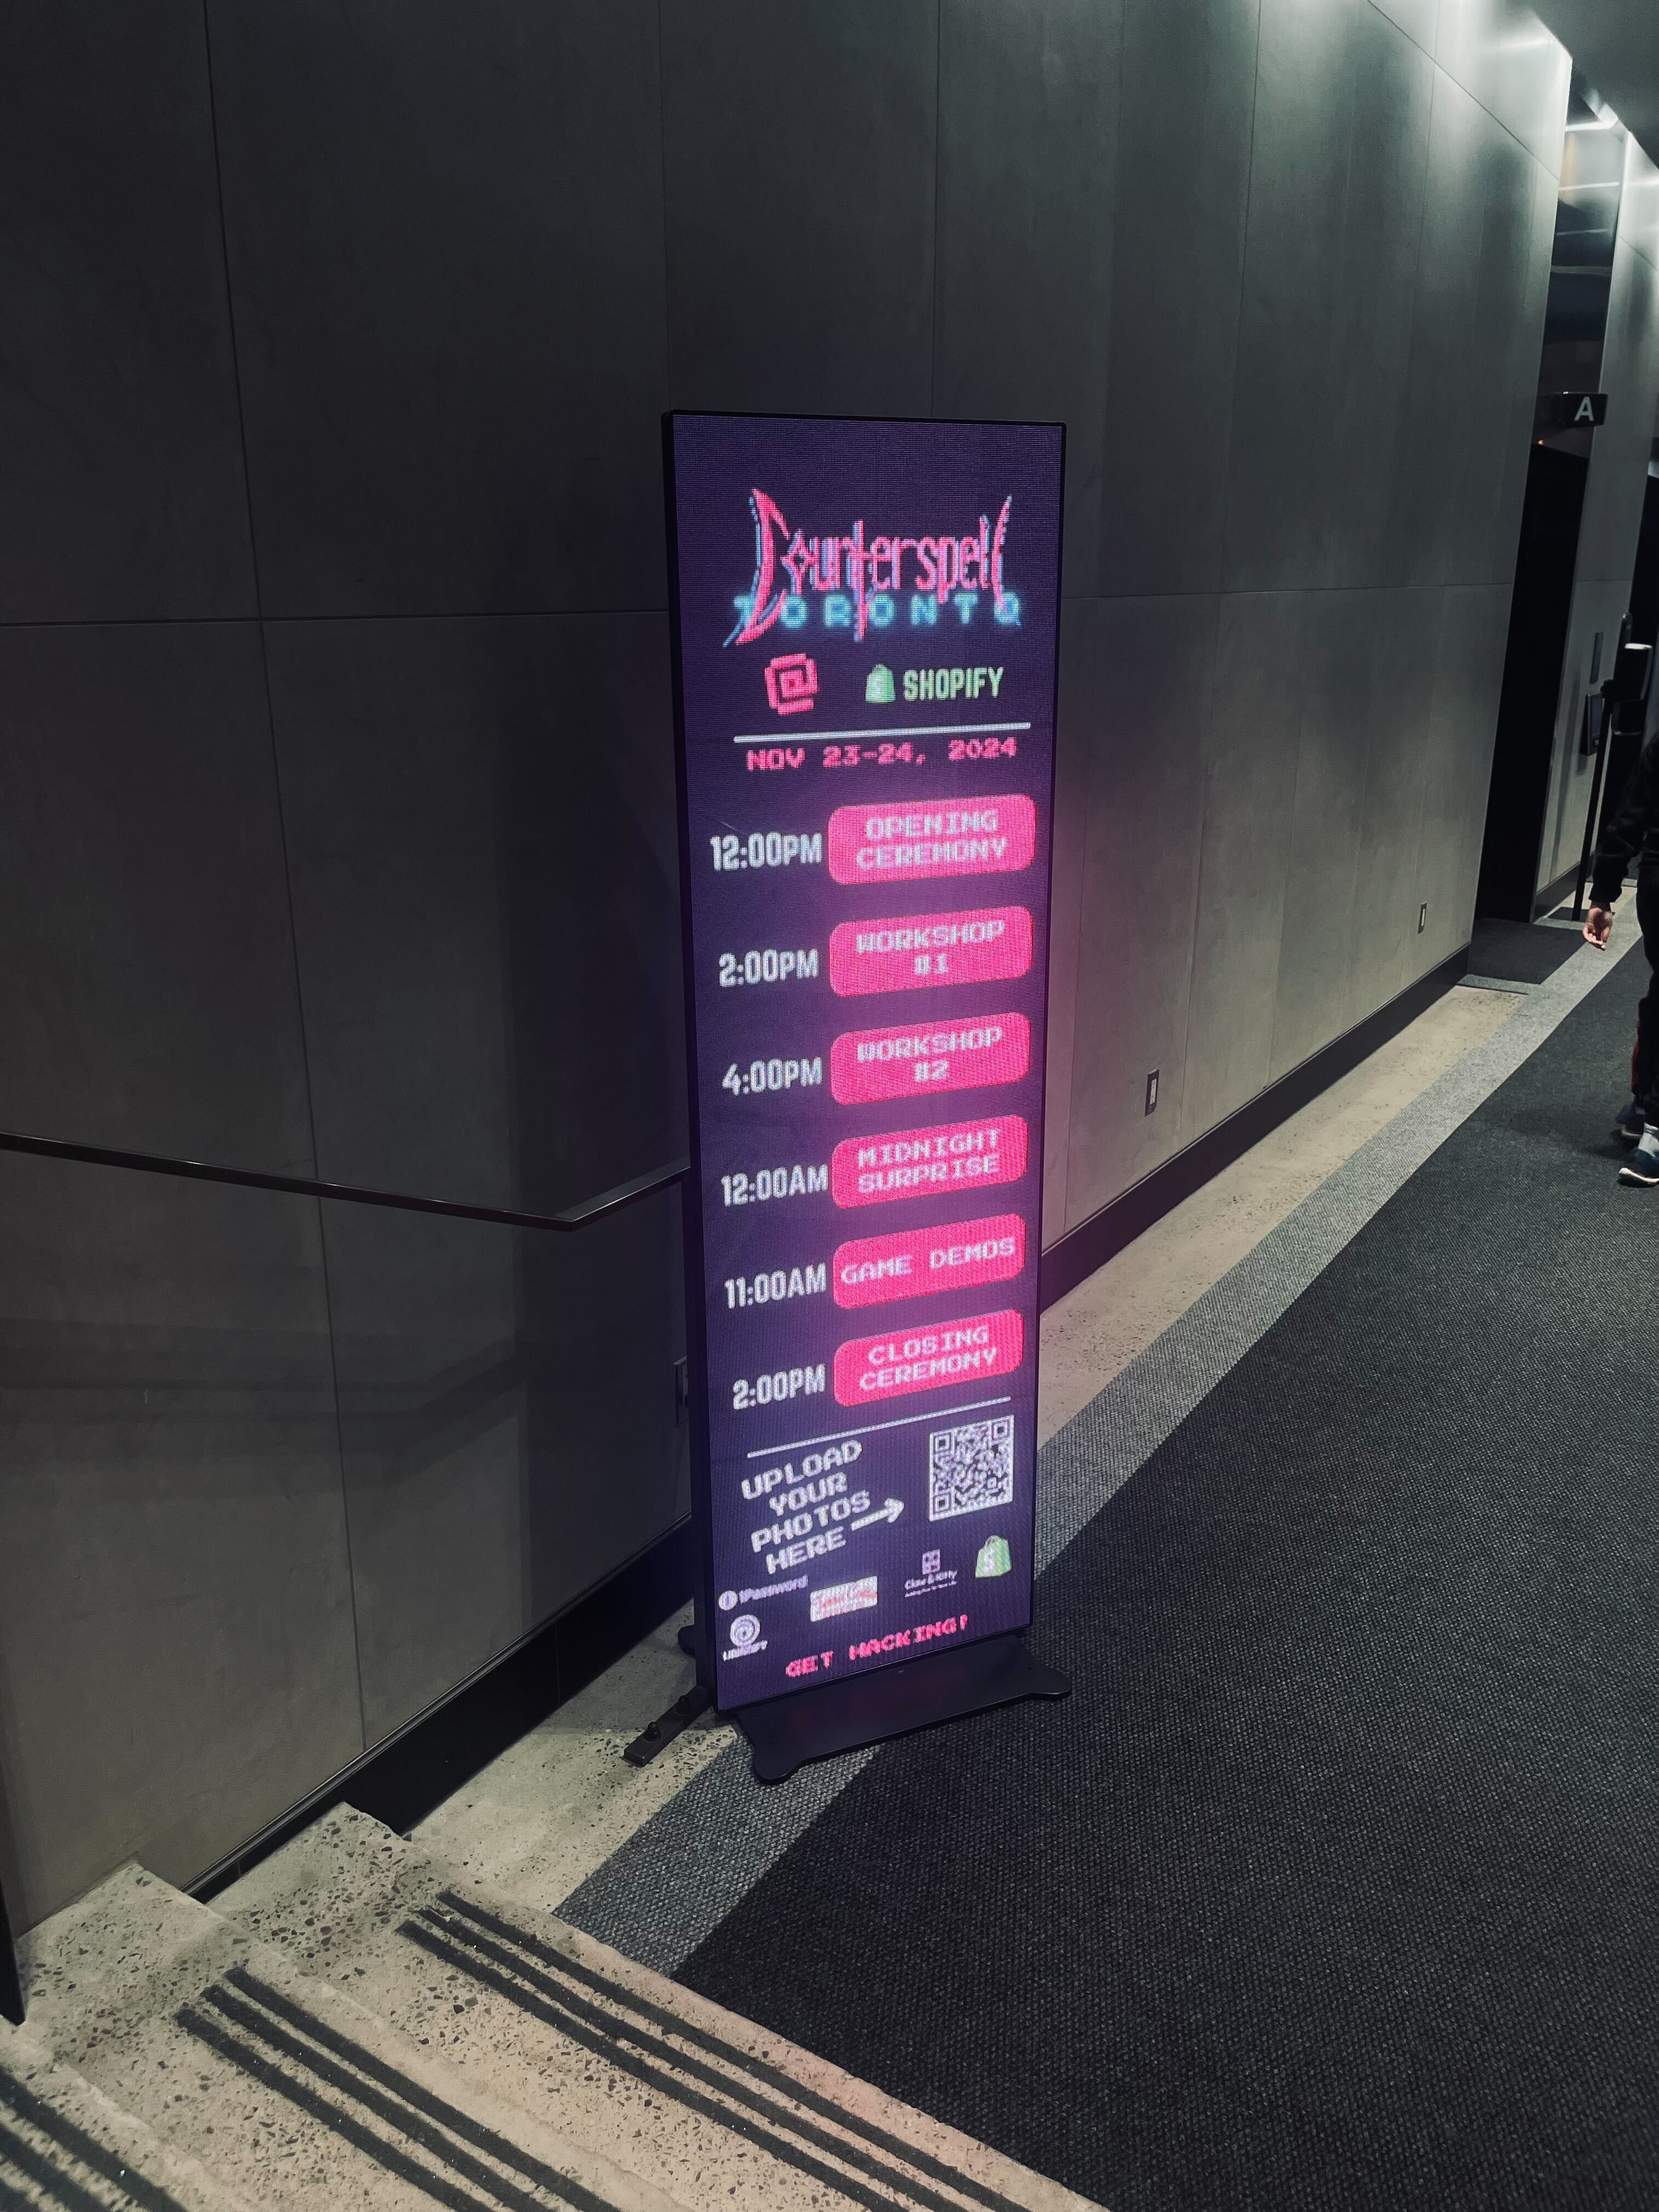 A
Counterspell
TORONTO
SHOPIFY
NOV 23-24, 2024
12:00PM
OPENING
CEREMONY
2:00PM
WORKSHOP
#1
4:00PM
WORKSHOP
#2
12:00AM
MIDNIGHT
SURPRISE
11:00AM
GAME DEMOS
2:00PM
CLOSING
CEREMONY
UPLOAD
YOUR
PHOTOS
HERE
1Password
UBISOFT
GET HACKING!